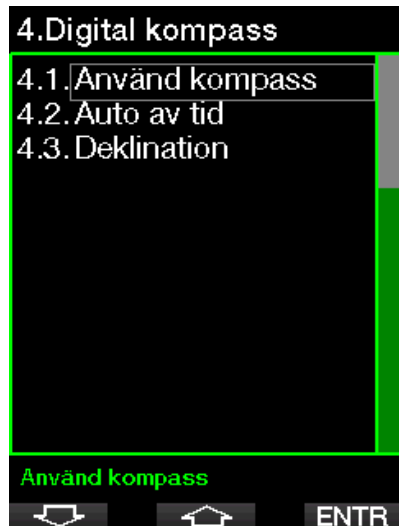 4.Digital kompass
4.1.Använd kompass
4.2.Auto av tid
4.3.Deklination
Använd kompass
ENTR